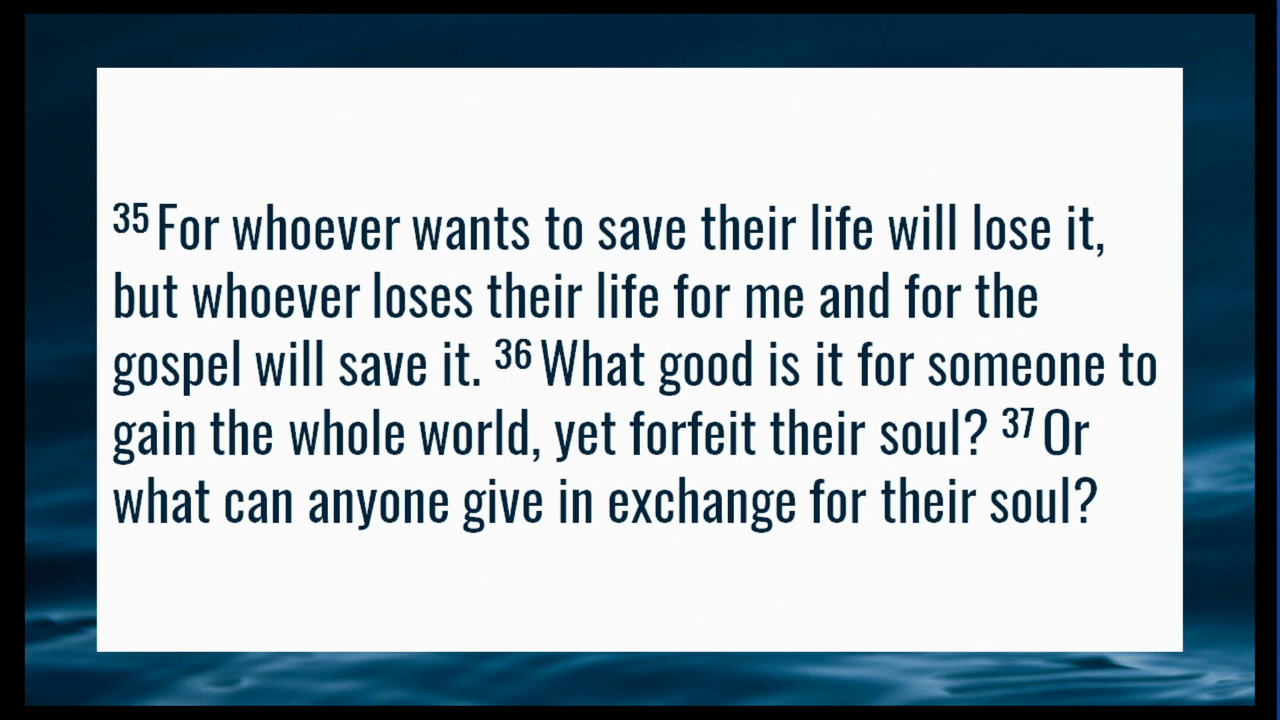 35 For whoever wants to save their life will lose it,
but whoever loses their life for me and for the
gospel will save it. 36 What good is it for someone to
gain the whole world, yet forfeit their soul? 37 Or
what can anyone give in exchange for their soul?